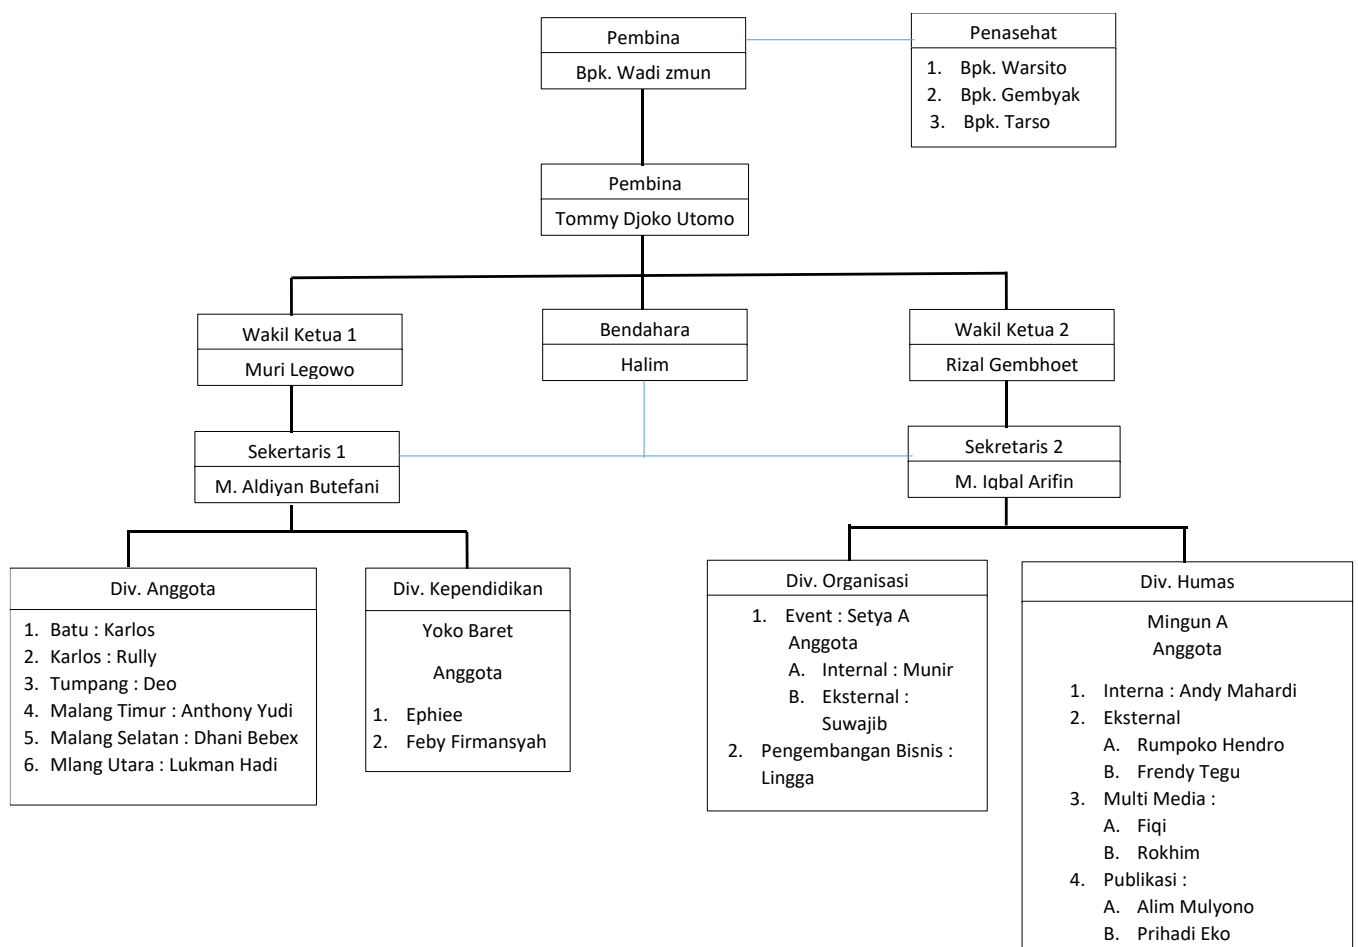 Pembina
Bpk. Wadi zmun
Penasehat
1. Bpk. Warsito
2. Bpk. Gembyak
3. Bpk. Tarso
Pembina
Tommy Djoko Utomo
Wakil Ketua 1
Muri Legowo
Bendahara
Halim
Wakil Ketua 2
Rizal Gembhoet
Sekertaris 1
M. Aldiyan Butefani
Sekretaris 2
M. Iqbal Arifin
Div. Anggota
1. Batu : Karlos
2. Karlos : Rully
3. Tumpang : Deo
4. Malang Timur : Anthony Yudi
5. Malang Selatan : Dhani Bebex
6. Mlang Utara : Lukman Hadi
Div. Kependidikan
Yoko Baret
Anggota
1. Ephiee
2. Feby Firmansyah
Div. Organisasi
1. Event : Setya A
Anggota
A. Internal : Munir
B. Eksternal :
Suwajib
2. Pengembangan Bisnis :
Lingga
Div. Humas
Mingun A
Anggota
1. Interna : Andy Mahardi
2. Eksternal
A. Rumpoko Hendro
B. Frendy Tegu
3. Multi Media :
A. Fiqi
B. Rokhim
4. Publikasi :
A. Alim Mulyono
B. Prihadi Eko